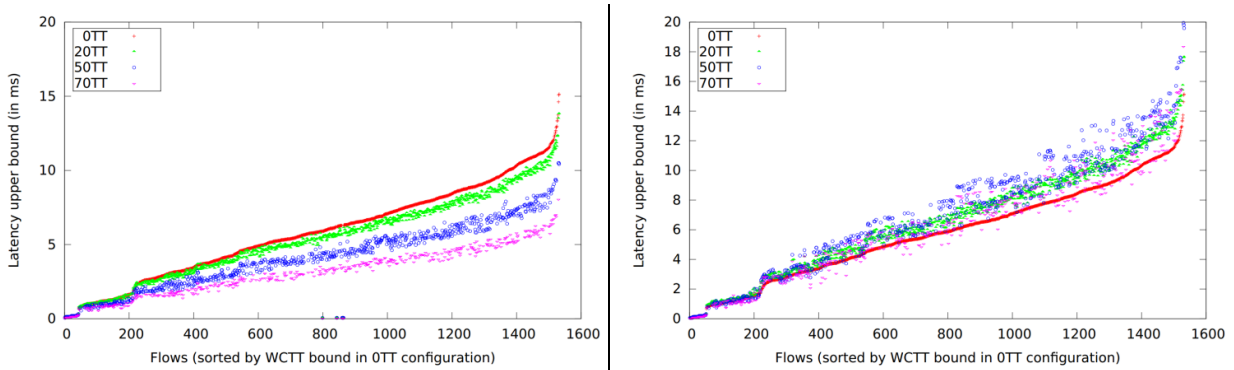 20
15
10
5
0
0TT
20TT
50TT
70TT
Latency upper bound (in ms)
0 200 400 600 800 1000 1200 1400 1600
Flows (sorted by WCTT bound in 0TT configuration)
20
18
16
14
12
10
8
6
4
2
0
0TT
20TT
50TT
70TT
Latency upper bound (in ms)
0 200 400 600 800 1000 1200 1400 1600
Flows (sorted by WCTT bound in 0TT configuration)